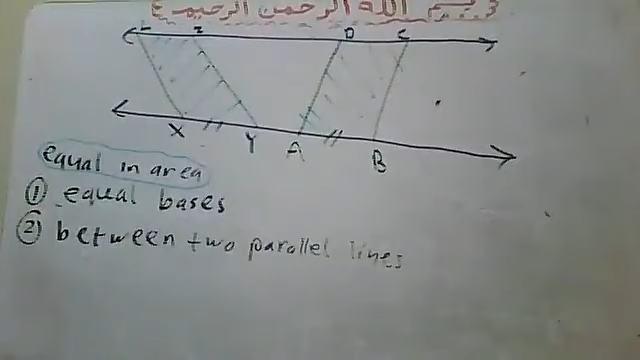 بسم الله الرحمن الرحيم
L Z D C
X Y A B
equal in area
① equal bases
② between two parallel lines